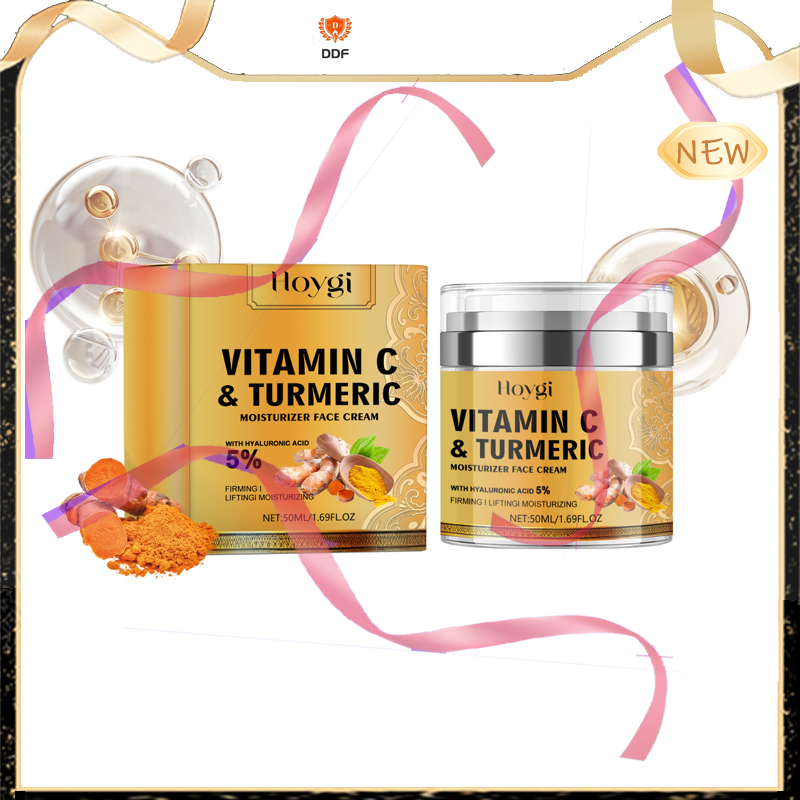 DDF
NEW
Hoygi
VITAMIN C
& TURMERIC
MOISTURIZER FACE CREAM
WITH HYALURONIC ACID
5%
FIRMING I
LIFTINGI MOISTURIZING
NET:50ML/1.69FL.OZ
Hoygi
VITAMIN C
& TURMERIC
MOISTURIZER FACE CREAM
WITH HYALURONIC ACID 5%
FIRMING I LIFTINGI MOISTURIZING
NET:50ML/1.69FL.OZ